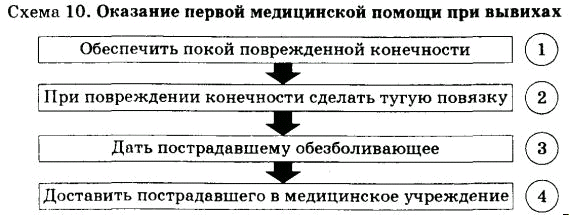 Схема 10. Оказание первой медицинской помощи при вывихах
Обеспечить покой поврежденной конечности 1
При повреждении конечности сделать тугую повязку 2
Дать пострадавшему обезболивающее 3
Доставить пострадавшего в медицинское учреждение 4